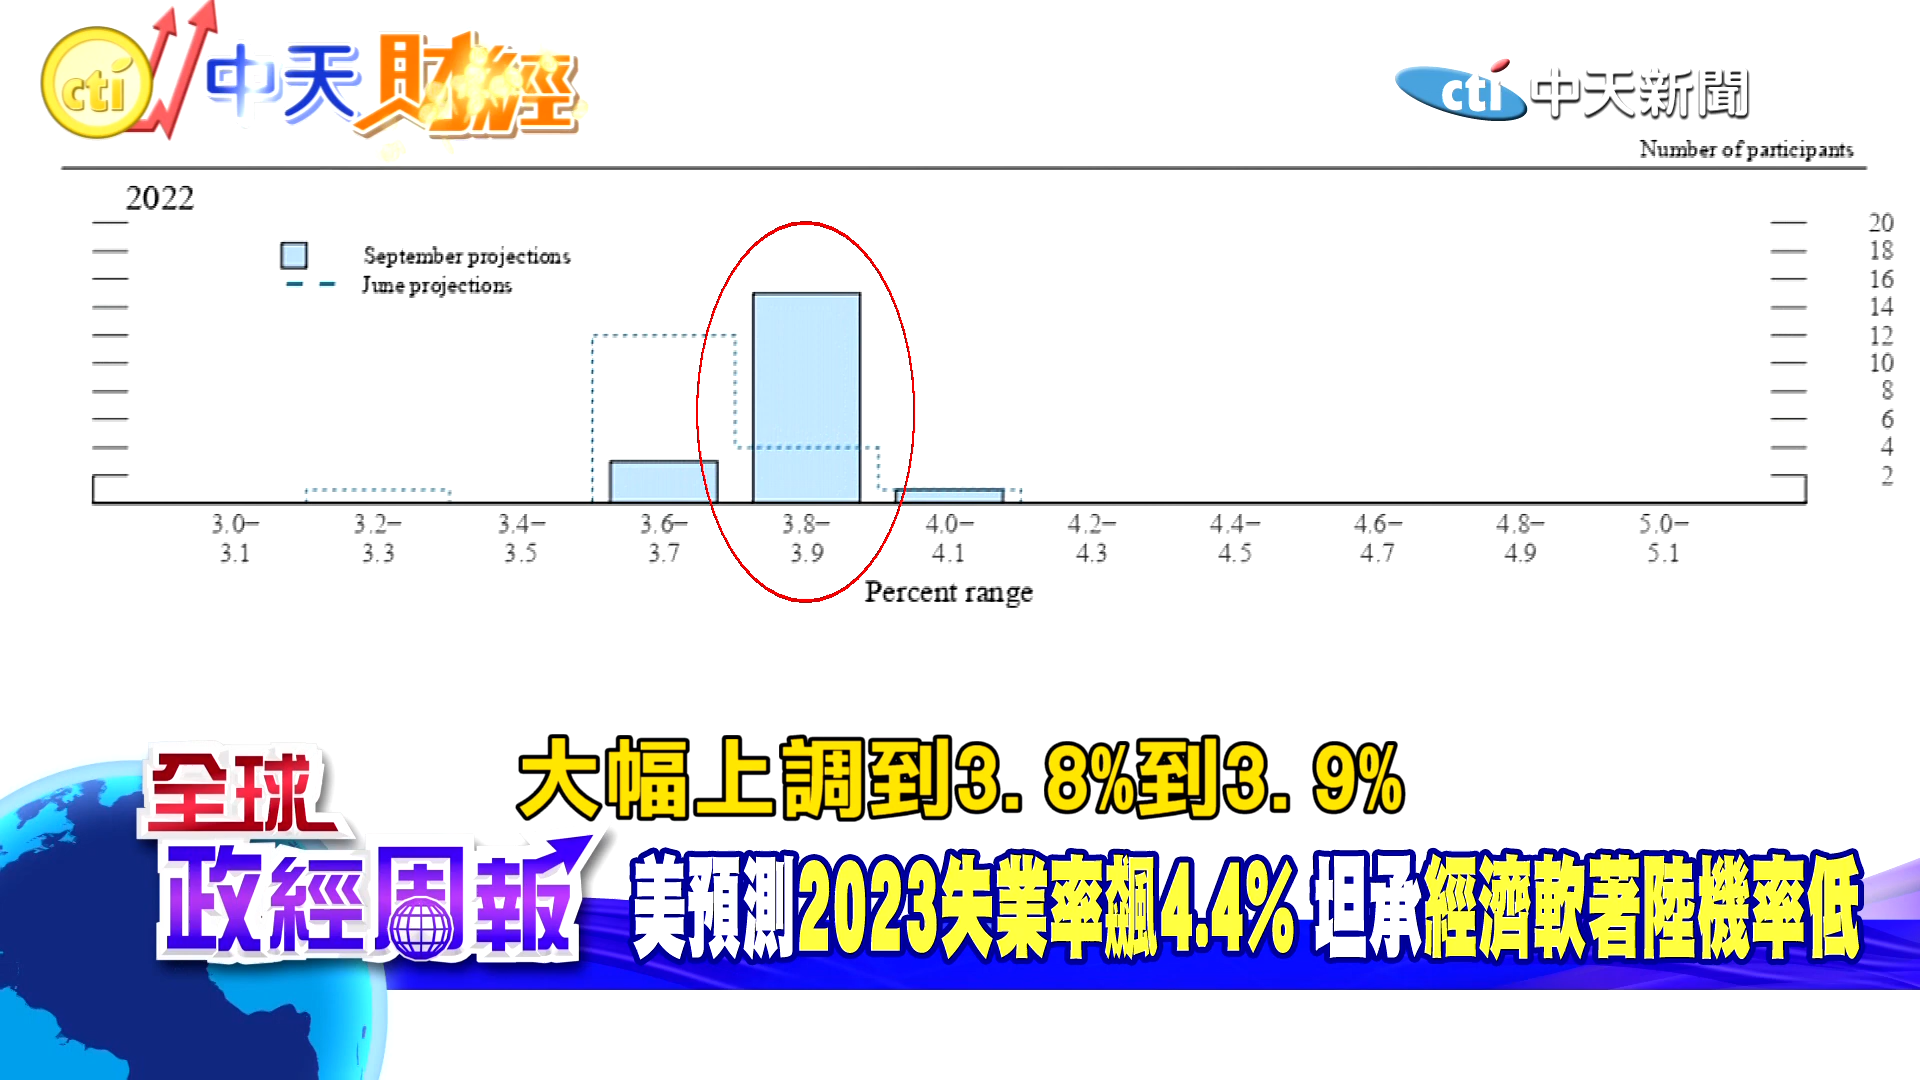 cti 中天財經
cti 中天新聞
Number of participants
2022
20
18
16
14
12
10
8
6
4
2
September projections
June projections
3.0–3.1
3.2–3.3
3.4–3.5
3.6–3.7
3.8–3.9
4.0–4.1
4.2–4.3
4.4–4.5
4.6–4.7
4.8–4.9
5.0–5.1
Percent range
大幅上調到3.8%到3.9%
全球
政經周報
美預測2023失業率飆4.4% 坦承經濟軟著陸機率低